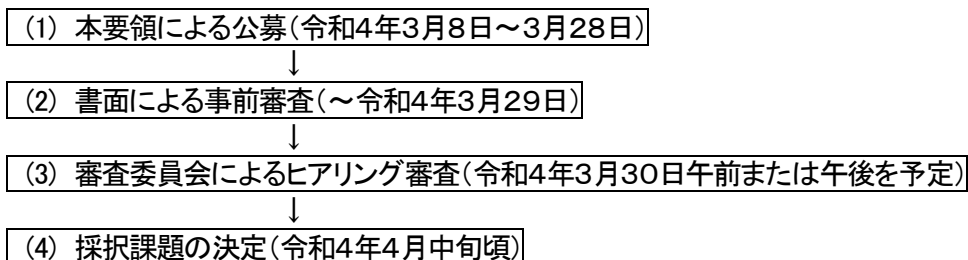 (1) 本要領による公募(令和4年3月8日～3月28日)
↓
(2) 書面による事前審査(～令和4年3月29日)
↓
(3) 審査委員会によるヒアリング審査(令和4年3月30日午前または午後を予定)
↓
(4) 採択課題の決定(令和4年4月中旬頃)